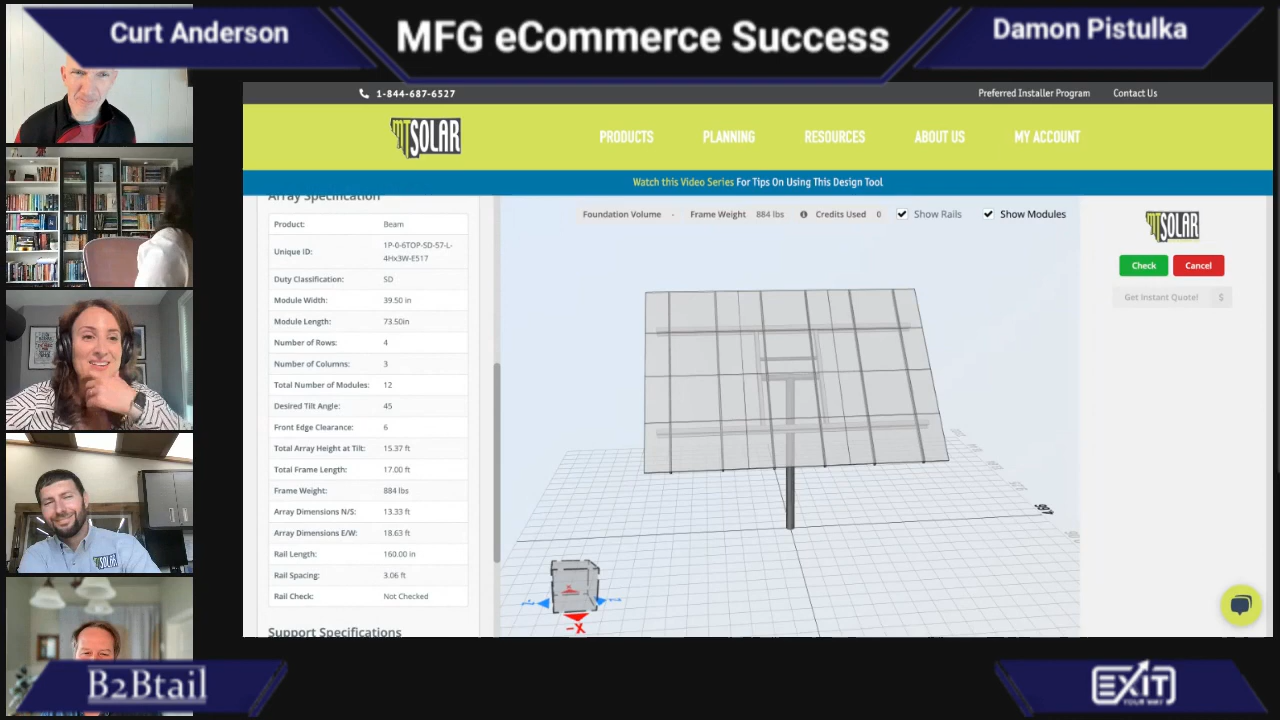 Curt Anderson
MFG eCommerce Success
Damon Pistulka
1-844-687-6527
Preferred Installer Program
Contact Us
MT SOLAR
PRODUCTS
PLANNING
RESOURCES
ABOUT US
MY ACCOUNT
Watch this Video Series For Tips On Using This Design Tool
Array Specification
Product: Beam
Unique ID: 1P-0-6TOP-SD-57-L-
4Hx3W-E517
Duty Classification: SD
Module Width: 39.50 in
Module Length: 73.50in
Number of Rows: 4
Number of Columns: 3
Total Number of Modules: 12
Desired Tilt Angle: 45
Front Edge Clearance: 6
Total Array Height at Tilt: 15.37 ft
Total Frame Length: 17.00 ft
Frame Weight: 884 lbs
Array Dimensions N/S: 13.33 ft
Array Dimensions E/W: 18.63 ft
Rail Length: 160.00 in
Rail Spacing: 3.06 ft
Rail Check: Not Checked
Support Specifications
Foundation Volume - Frame Weight 884 lbs Credits Used 0 Show Rails Show Modules
-X
MT SOLAR
Check
Cancel
Get Instant Quote! $
MT SOLAR
B2Btail
EXIT
YOUR WAY